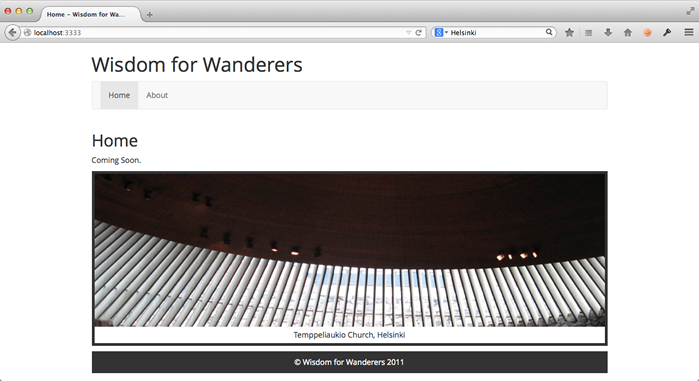 Home – Wisdom for Wa...
localhost:3333
Helsinki
Wisdom for Wanderers
Home
About
Home
Coming Soon.
Temppeliaukio Church, Helsinki
© Wisdom for Wanderers 2011